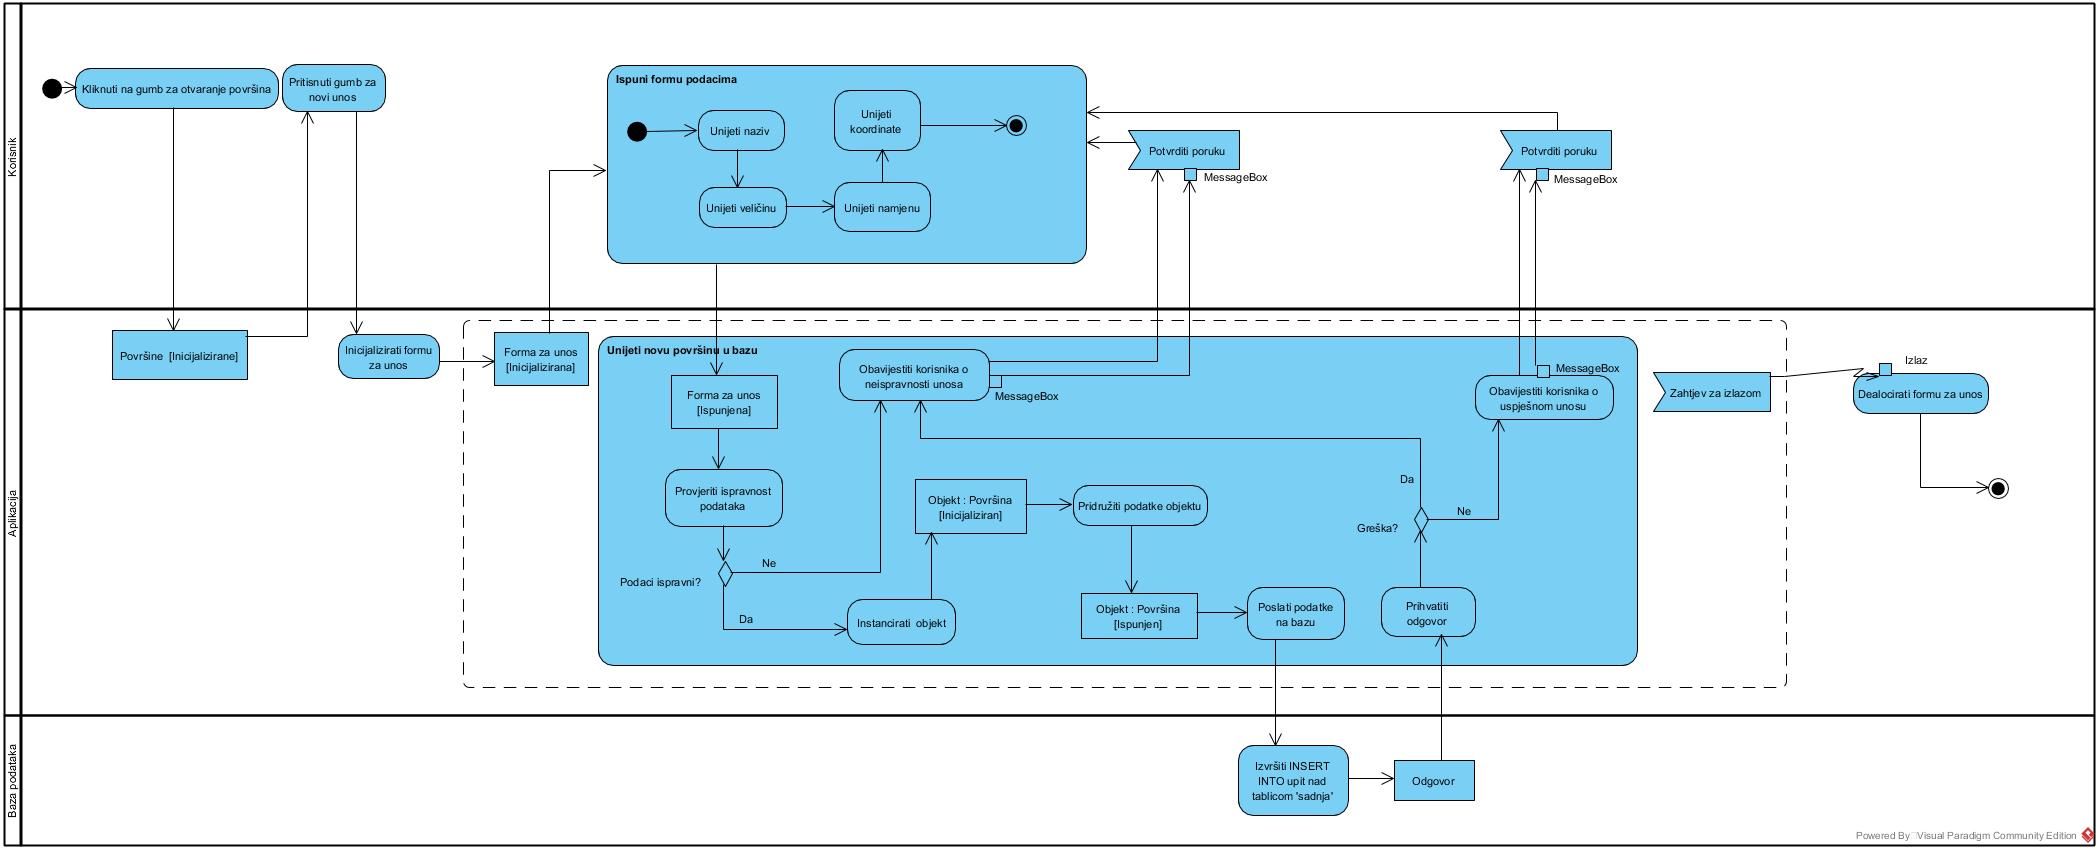 Korisnik
Kliknuti na gumb za otvaranje površina
Pritisnuti gumb za
novi unos
Ispuni formu podacima
Unijeti naziv
Unijeti veličinu
Unijeti namjenu
Unijeti
koordinate
Potvrditi poruku
MessageBox
Potvrditi poruku
MessageBox
Aplikacija
Površine [Inicijalizirane]
Inicijalizirati formu
za unos
Forma za unos
[Inicijalizirana]
Unijeti novu površinu u bazu
Forma za unos
[Ispunjena]
Obavijestiti korisnika o
neispravnosti unosa
MessageBox
Provjeriti ispravnost
podataka
Podaci ispravni?
Ne
Da
Instancirati objekt
Objekt : Površina
[Inicijaliziran]
Pridružiti podatke objektu
Objekt : Površina
[Ispunjen]
Poslati podatke
na bazu
Prihvatiti
odgovor
Greška?
Da
Ne
Obavijestiti korisnika o
uspješnom unosu
MessageBox
Zahtjev za izlazom
Izlaz
Dealocirati formu za unos
Baza podataka
Izvršiti INSERT
INTO upit nad
tablicom 'sadnja'
Odgovor
Powered By Visual Paradigm Community Edition